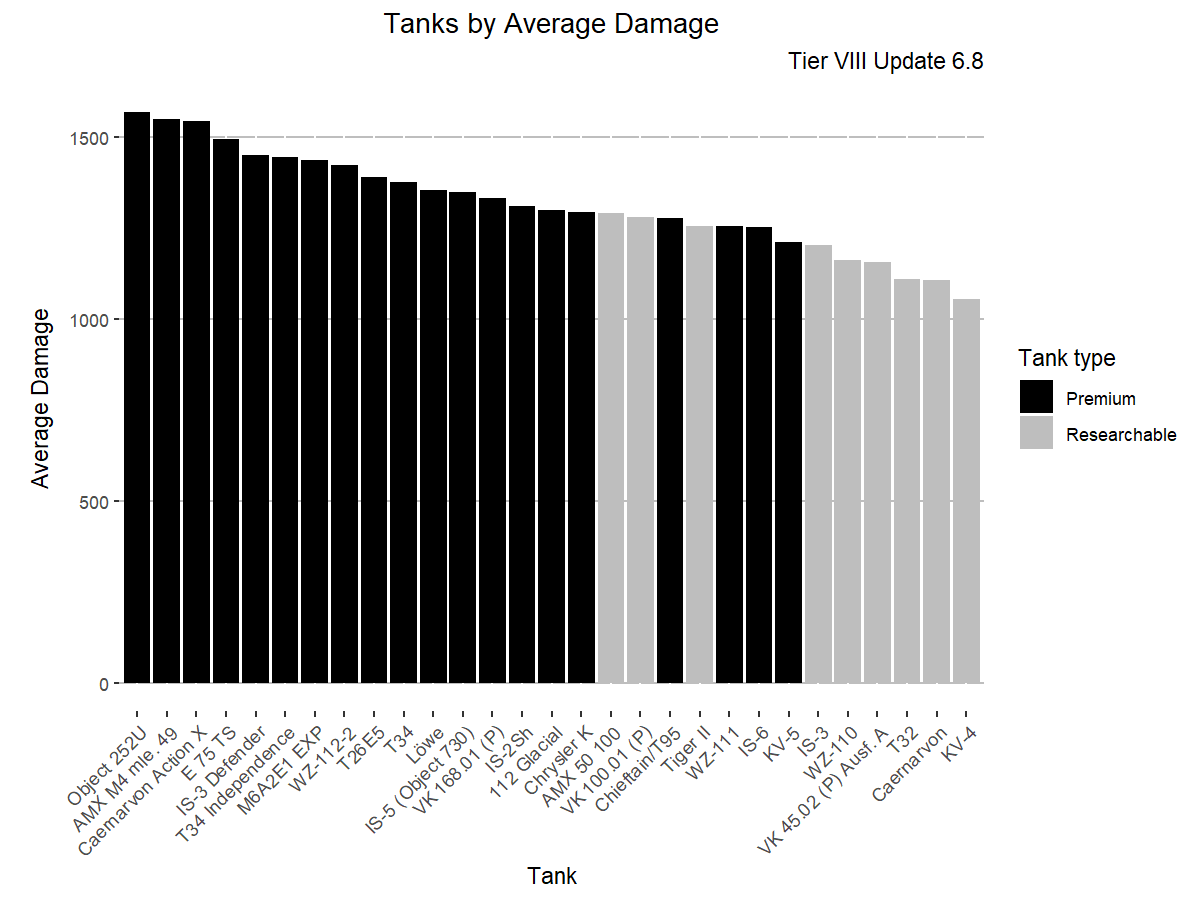 Tanks by Average Damage
Tier VIII Update 6.8
Average Damage
1500
1000
500
0
Object 252U
AMX M4 mle. 49
Caernarvon Action X
E 75 TS
IS-3 Defender
T34 Independence
M6A2E1 EXP
WZ-112-2
T26E5
T34
Löwe
IS-5 (Object 730)
VK 168.01 (P)
IS-2Sh
112 Glacial
Chrysler K
AMX 50 100
VK 100.01 (P)
Chieftain/T95
Tiger II
WZ-111
IS-6
KV-5
IS-3
WZ-110
VK 45.02 (P) Ausf. A
T32
Caernarvon
KV-4
Tank
Tank type
Premium
Researchable